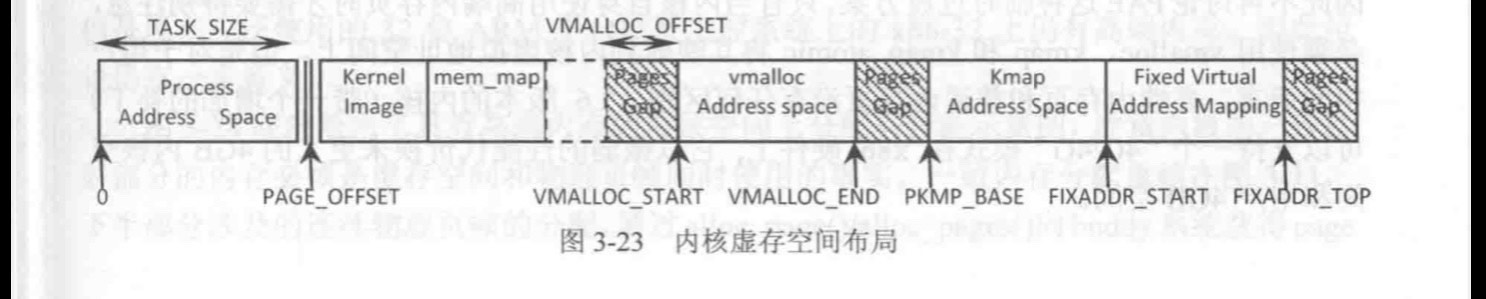 TASK_SIZE VMALLOC_OFFSET
Process Address Space
Kernel Image
mem_map
Pages Gap
vmalloc Address space
Pages Gap
Kmap Address Space
Fixed Virtual Address Mapping
Pages Gap
0 PAGE_OFFSET VMALLOC_START VMALLOC_END PKMP_BASE FIXADDR_START FIXADDR_TOP
图 3-23 内核虚存空间布局